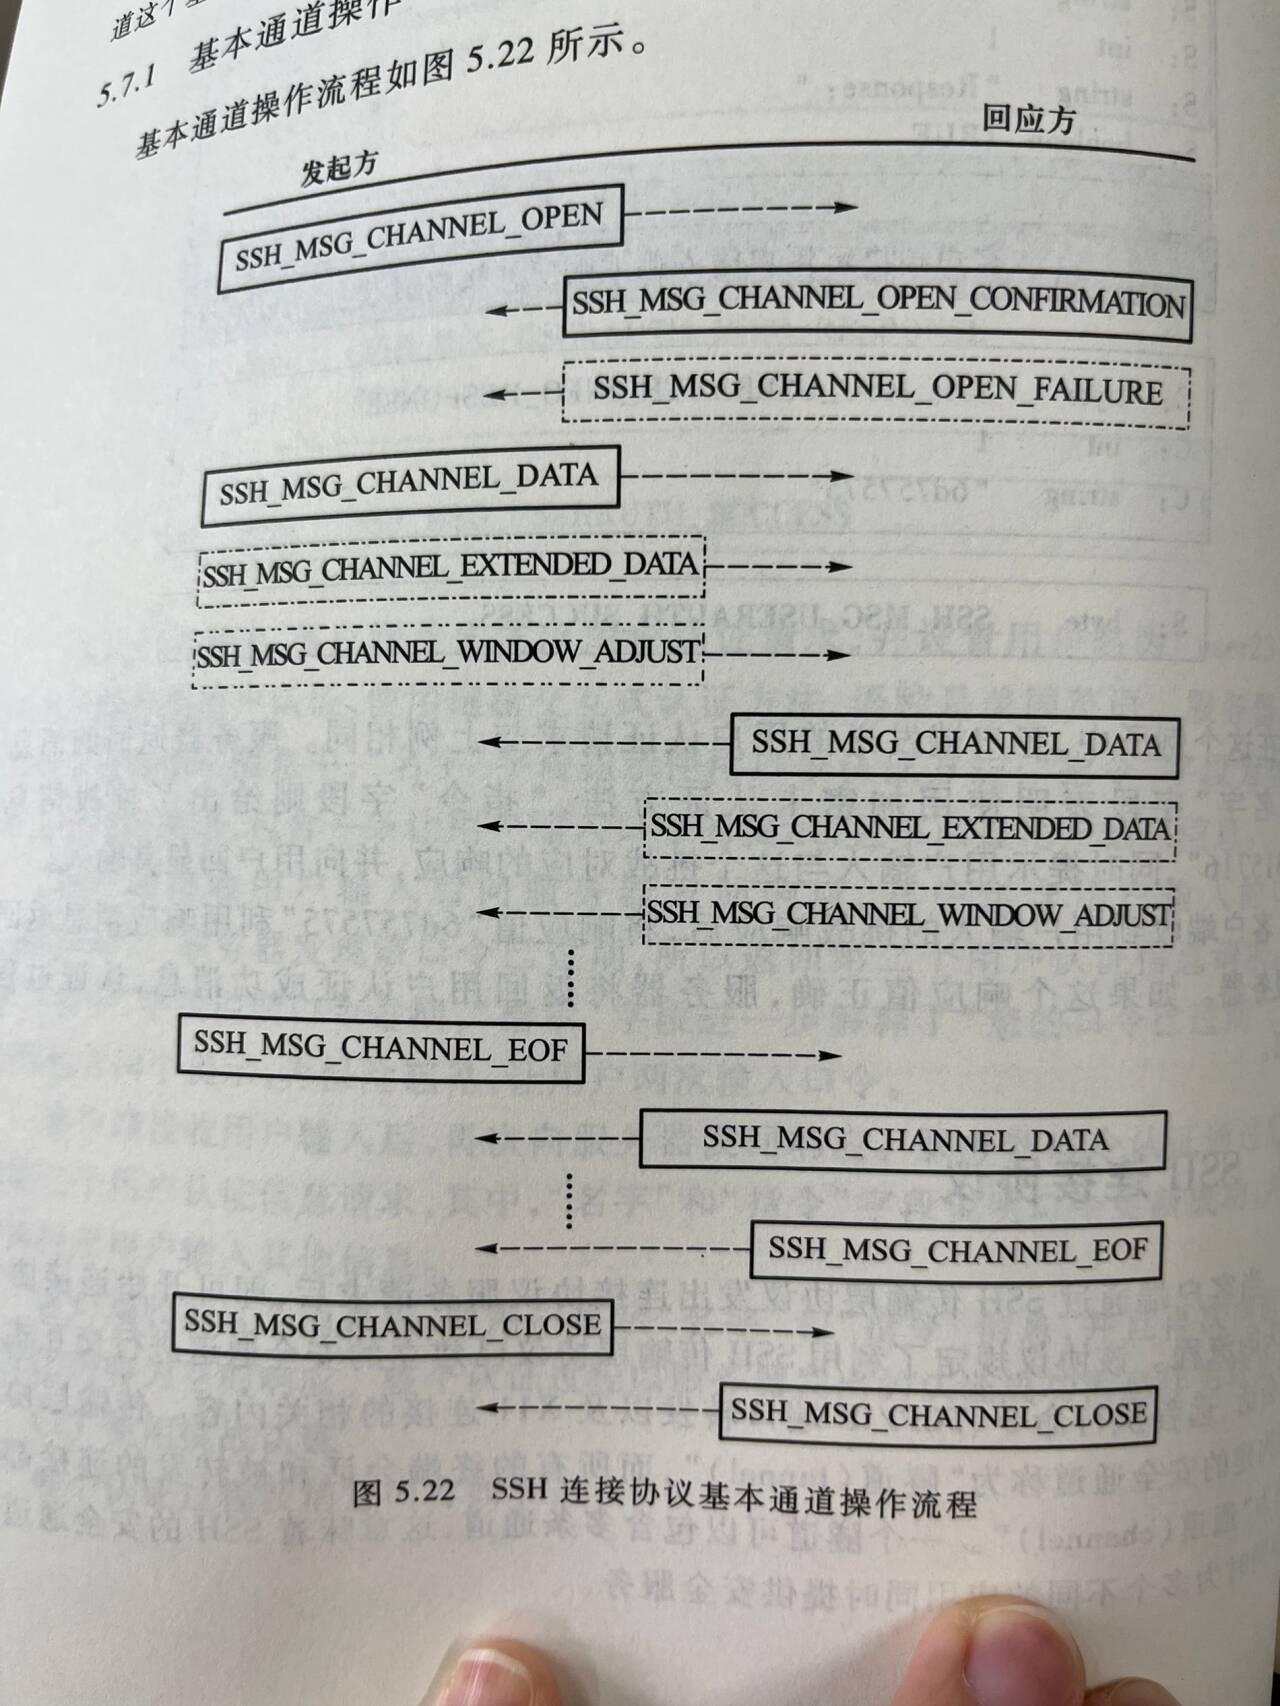 道这个基
5.7.1 基本通道操作
基本通道操作流程如图 5.22 所示。
发起方
回应方
SSH_MSG_CHANNEL_OPEN
SSH_MSG_CHANNEL_OPEN_CONFIRMATION
SSH_MSG_CHANNEL_OPEN_FAILURE
SSH_MSG_CHANNEL_DATA
SSH_MSG_CHANNEL_EXTENDED_DATA
SSH_MSG_CHANNEL_WINDOW_ADJUST
SSH_MSG_CHANNEL_DATA
SSH_MSG_CHANNEL_EXTENDED_DATA
SSH_MSG_CHANNEL_WINDOW_ADJUST
SSH_MSG_CHANNEL_EOF
SSH_MSG_CHANNEL_DATA
SSH_MSG_CHANNEL_EOF
SSH_MSG_CHANNEL_CLOSE
SSH_MSG_CHANNEL_CLOSE
图 5.22 SSH 连接协议基本通道操作流程